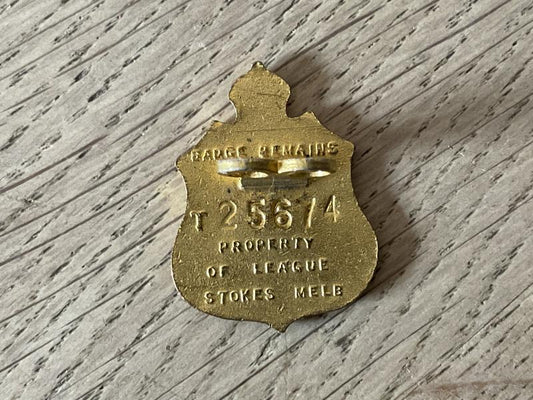 BADGE REMAINS
T 25674
PROPERTY
OF LEAGUE
STOKES MELB